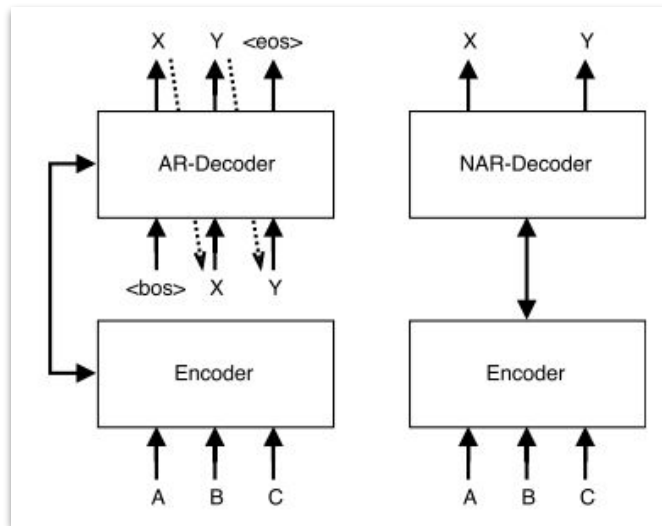 X Y <eos>
AR-Decoder
<bos> X Y
Encoder
A B C
X Y
NAR-Decoder
Encoder
A B C